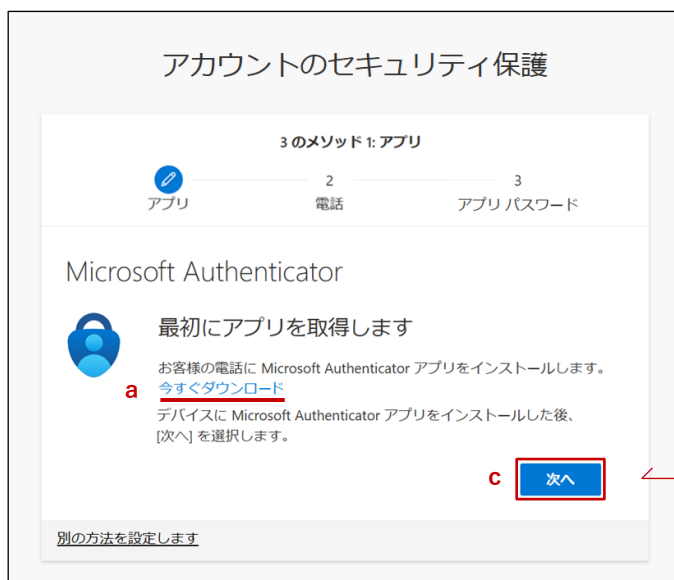 アカウントのセキュリティ保護
3 のメソッド 1: アプリ
2
3
アプリ
電話
アプリ パスワード
Microsoft Authenticator
最初にアプリを取得します
お客様の電話に Microsoft Authenticator アプリをインストールします。
a 今すぐダウンロード
デバイスに Microsoft Authenticator アプリをインストールした後、
[次へ] を選択します。
c 次へ
別の方法を設定します